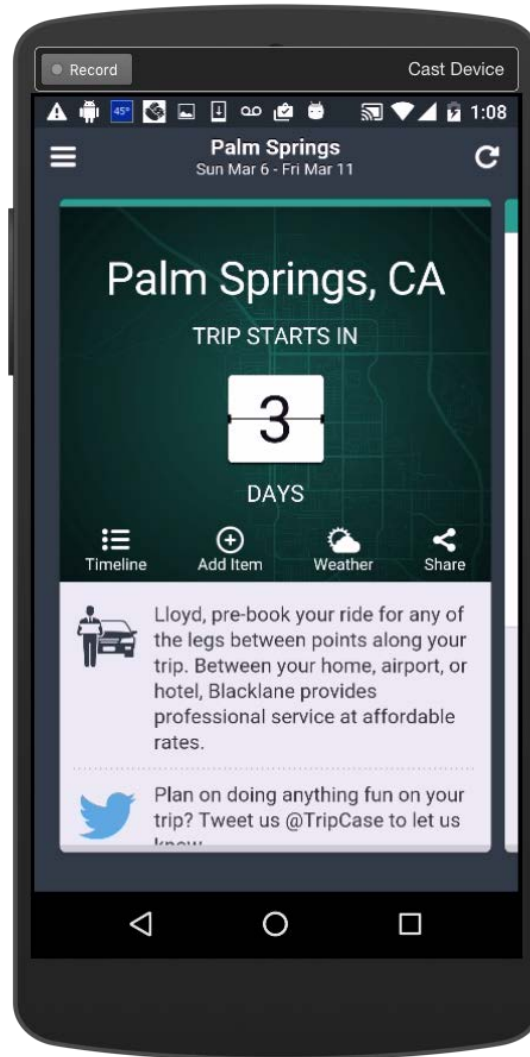 Record
Cast Device
45°
1:08
Palm Springs
Sun Mar 6 - Fri Mar 11
Palm Springs, CA
TRIP STARTS IN
3
DAYS
Timeline
Add Item
Weather
Share
Lloyd, pre-book your ride for any of
the legs between points along your
trip. Between your home, airport, or
hotel, Blacklane provides
professional service at affordable
rates.
Plan on doing anything fun on your
trip? Tweet us @TripCase to let us
know